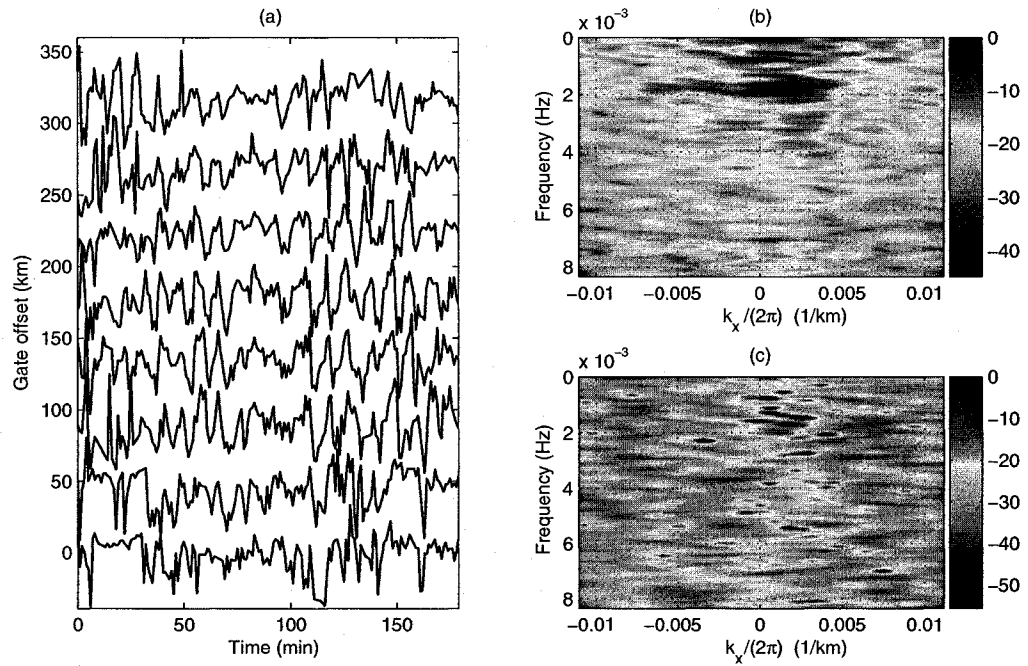 (a)
350
300
250
200
150
100
50
0
Gate offset (km)
0 50 100 150
Time (min)
(b)
x 10⁻³
0
2
4
6
8
Frequency (Hz)
−0.01 −0.005 0 0.005 0.01
kₓ/(2π) (1/km)
0
−10
−20
−30
−40
(c)
x 10⁻³
0
2
4
6
8
Frequency (Hz)
−0.01 −0.005 0 0.005 0.01
kₓ/(2π) (1/km)
0
−10
−20
−30
−40
−50